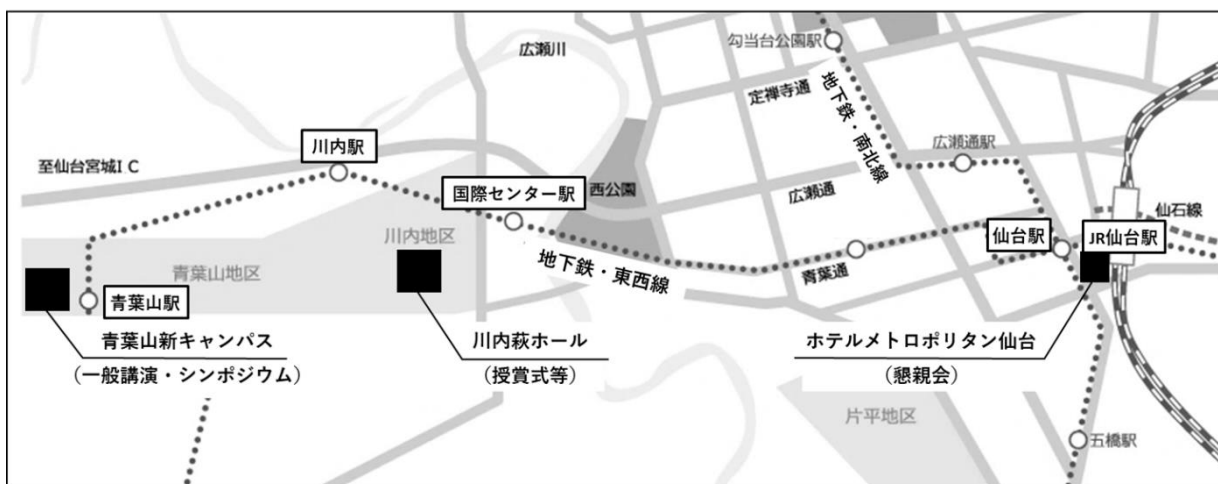 勾当台公園駅
広瀬川
定禅寺通
地下鉄・南北線
川内駅
至仙台宮城IC
広瀬通駅
国際センター駅
西公園
広瀬通
仙石線
川内地区
仙台駅
JR仙台駅
青葉山地区
地下鉄・東西線
青葉通
青葉山駅
青葉山新キャンパス
(一般講演・シンポジウム)
川内萩ホール
(授賞式等)
ホテルメトロポリタン仙台
(懇親会)
片平地区
五橋駅